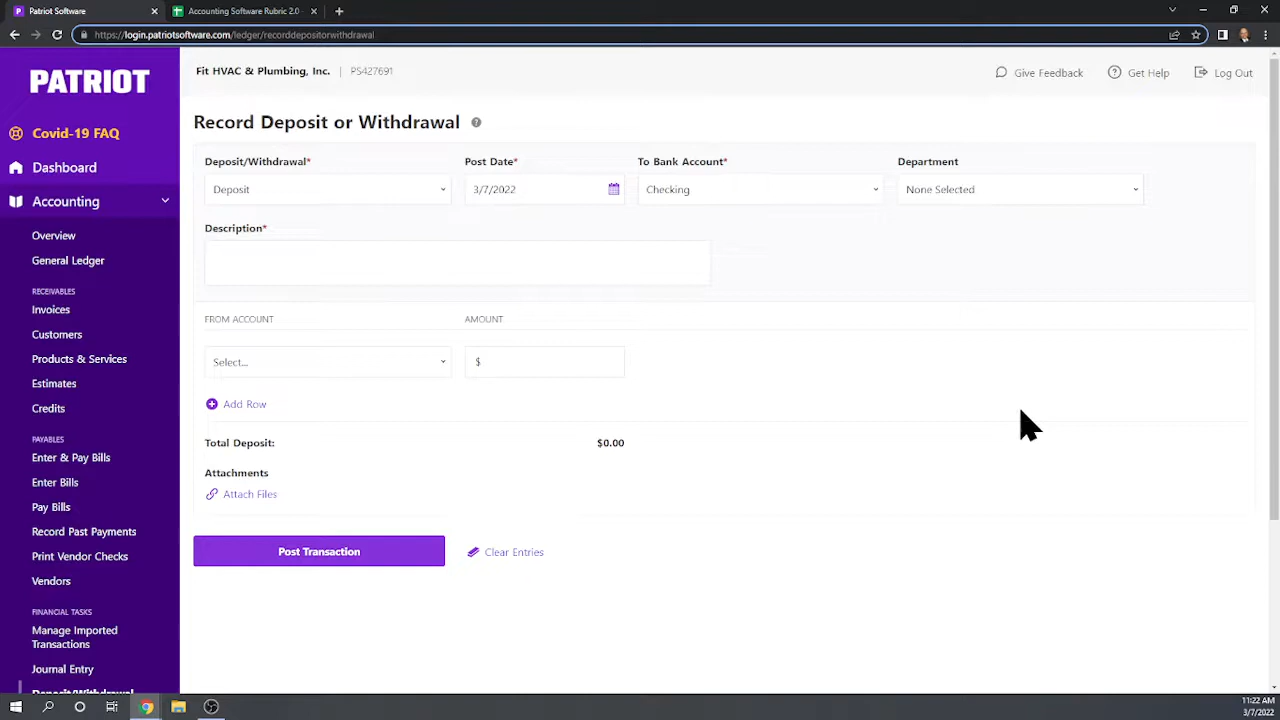 Patriot Software
Accounting Software Rubric 2.0 -
https://login.patriotsoftware.com/ledger/recorddepositorwithdrawal
PATRIOT
Fit HVAC & Plumbing, Inc. | PS427691
Give Feedback
Get Help
Log Out
Covid-19 FAQ
Dashboard
Accounting
Overview
General Ledger
RECEIVABLES
Invoices
Customers
Products & Services
Estimates
Credits
PAYABLES
Enter & Pay Bills
Enter Bills
Pay Bills
Record Past Payments
Print Vendor Checks
Vendors
FINANCIAL TASKS
Manage Imported
Transactions
Journal Entry
Deposit/Withdrawal
Record Deposit or Withdrawal
Deposit/Withdrawal* Post Date* To Bank Account* Department
Deposit 3/7/2022 Checking None Selected
Description*
FROM ACCOUNT AMOUNT
Select... $
Add Row
Total Deposit: $0.00
Attachments
Attach Files
Post Transaction Clear Entries
11:22 AM
3/7/2022